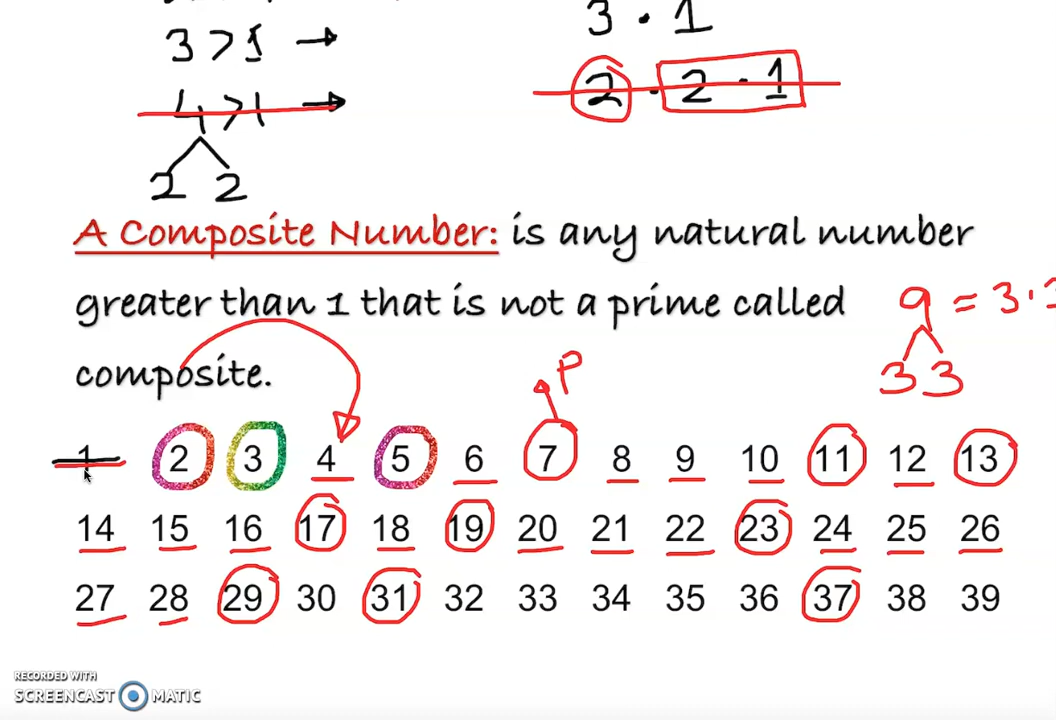 3 · 1
3 > 1 →
2 · 2 · 1
4 > 1 →
2 2
A Composite Number: is any natural number
greater than 1 that is not a prime called
9 = 3 ·
3 3
composite.
P
1 2 3 4 5 6 7 8 9 10 11 12 13
14 15 16 17 18 19 20 21 22 23 24 25 26
27 28 29 30 31 32 33 34 35 36 37 38 39
RECORDED WITH
SCREENCAST MATIC